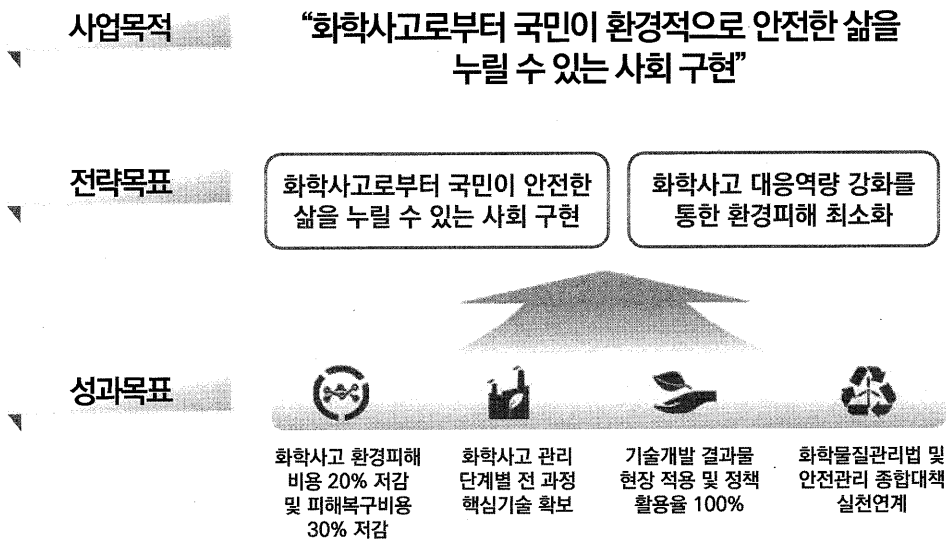 사업목적
“화학사고로부터 국민이 환경적으로 안전한 삶을
누릴 수 있는 사회 구현”
전략목표
화학사고로부터 국민이 안전한
삶을 누릴 수 있는 사회 구현
화학사고 대응역량 강화를
통한 환경피해 최소화
성과목표
화학사고 환경피해
비용 20% 저감
및 피해복구비용
30% 저감
화학사고 관리
단계별 전 과정
핵심기술 확보
기술개발 결과물
현장 적용 및 정책
활용율 100%
화학물질관리법 및
안전관리 종합대책
실천연계